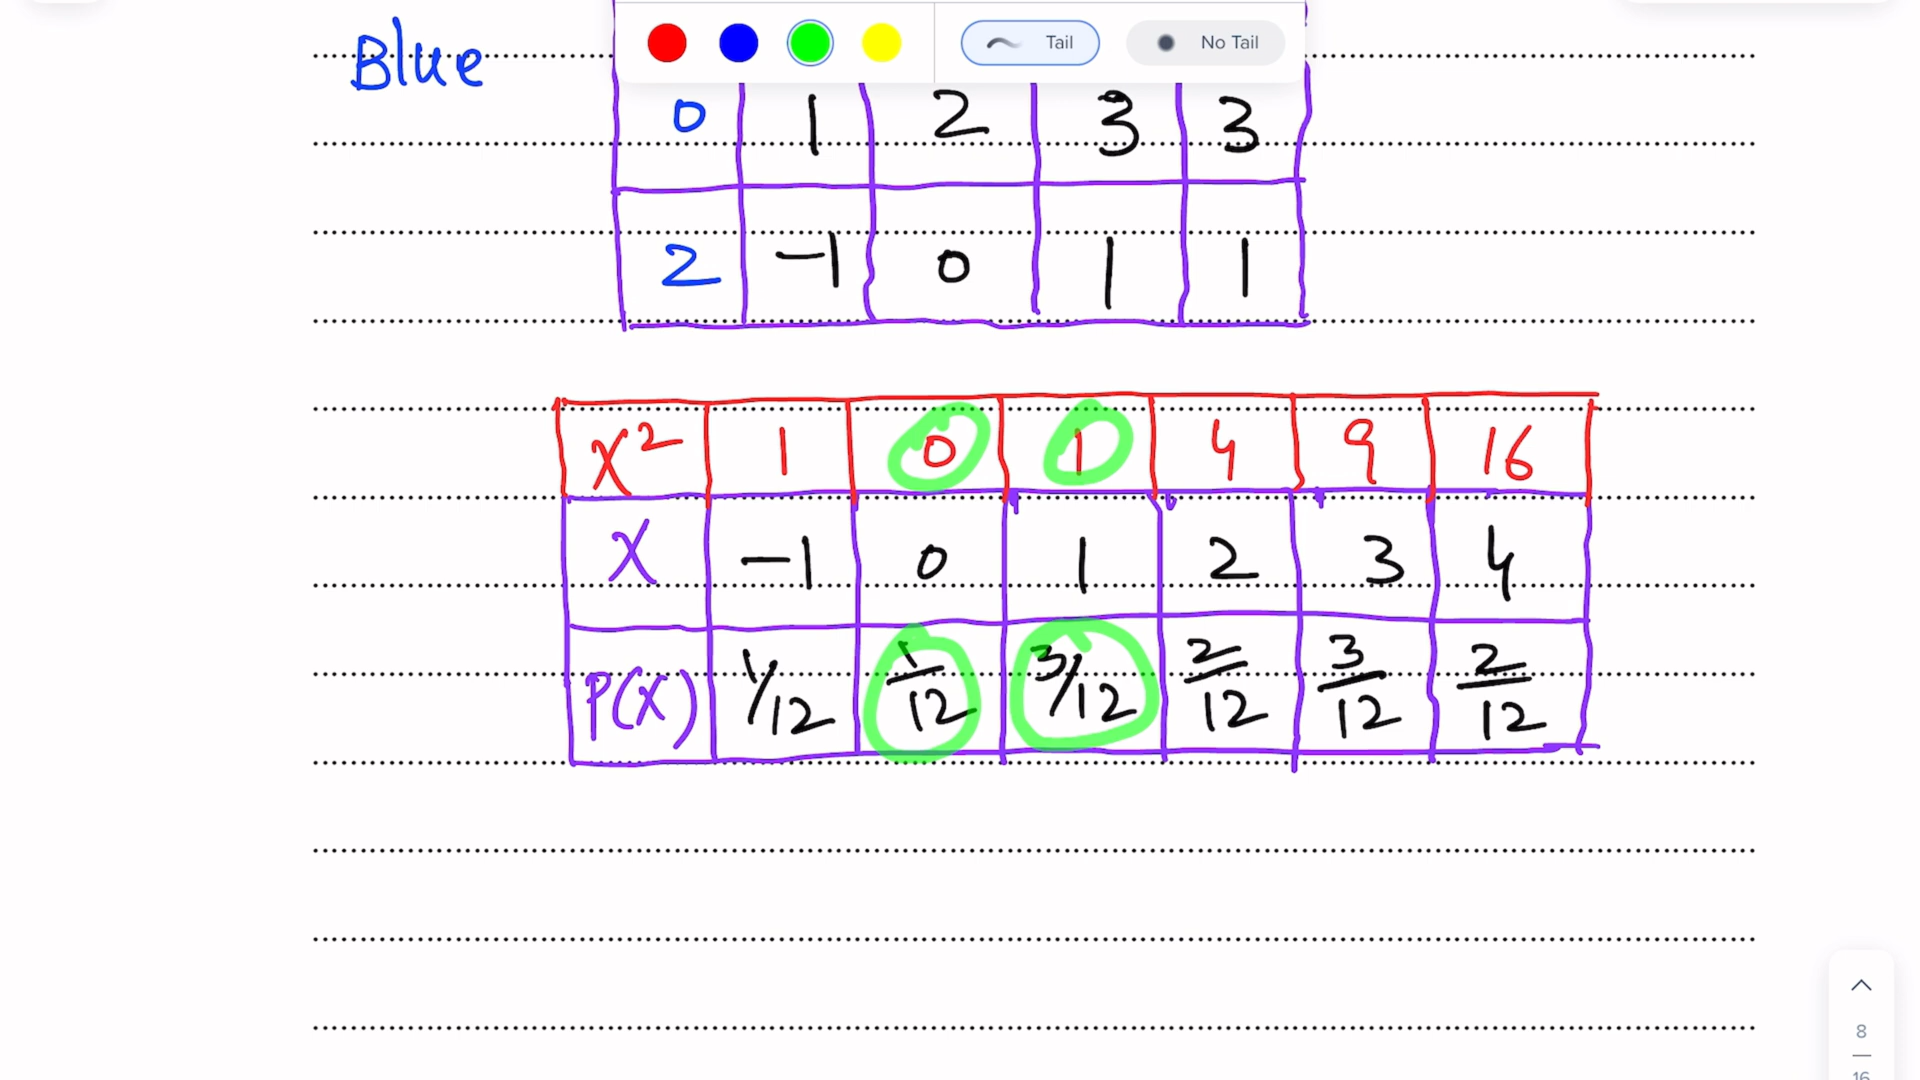 Tail No Tail
Blue
0 1 2 3 3
2 -1 0 1 1
X² 1 0 1 4 9 16
X -1 0 1 2 3 4
P(X) 1/12 1/12 3/12 2/12 3/12 2/12
8